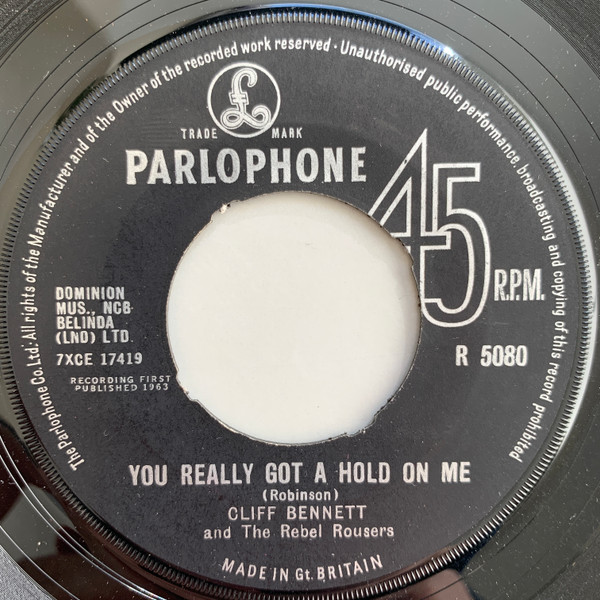 The Parlophone Co. Ltd. All rights of the Manufacturer and of the Owner of the recorded work reserved · Unauthorised public performance, broadcasting and copying of this record prohibited
£
TRADE MARK
PARLOPHONE
45
R.P.M.
DOMINION
MUS., NCB
BELINDA
(LND) LTD.
7XCE 17419
R 5080
RECORDING FIRST
PUBLISHED 1963
YOU REALLY GOT A HOLD ON ME
(Robinson)
CLIFF BENNETT
and The Rebel Rousers
MADE IN Gt. BRITAIN